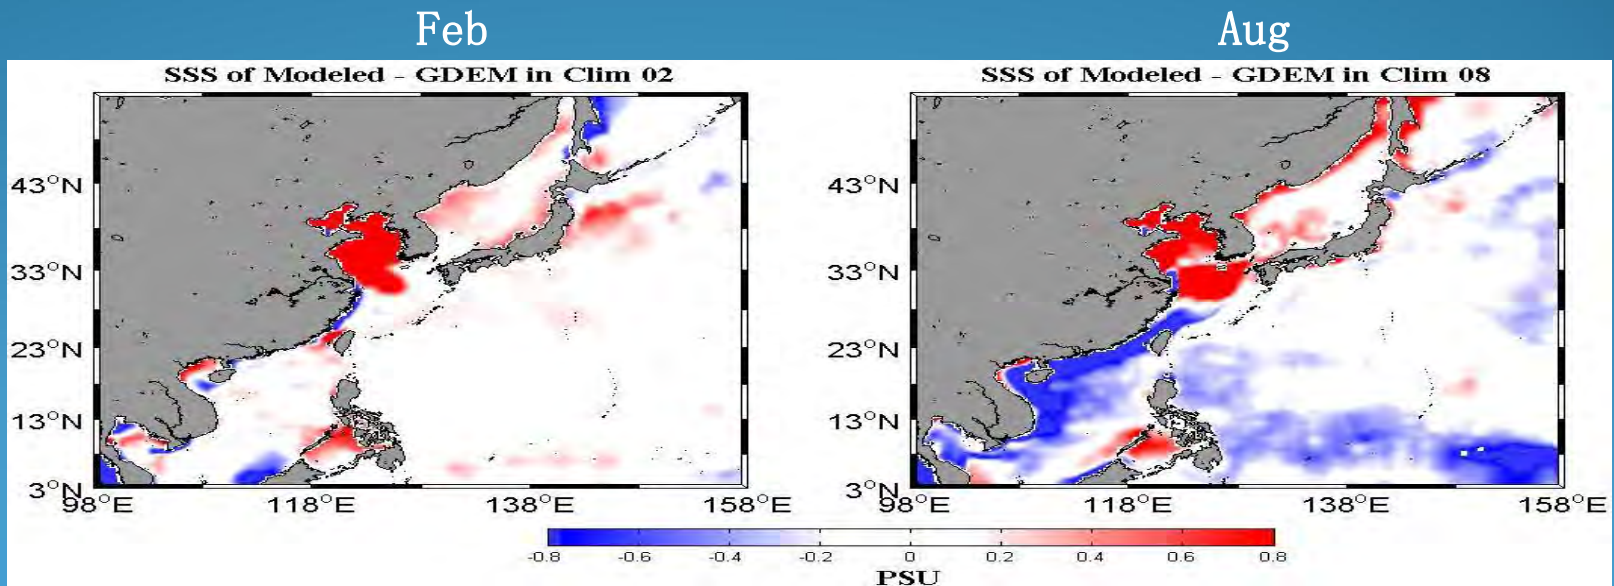 Feb
Aug
SSS of Modeled - GDEM in Clim 02
SSS of Modeled - GDEM in Clim 08
43°N
33°N
23°N
13°N
3°N
98°E 118°E 138°E 158°E
43°N
33°N
23°N
13°N
3°N
98°E 118°E 138°E 158°E
-0.8 -0.6 -0.4 -0.2 0 0.2 0.4 0.6 0.8
PSU